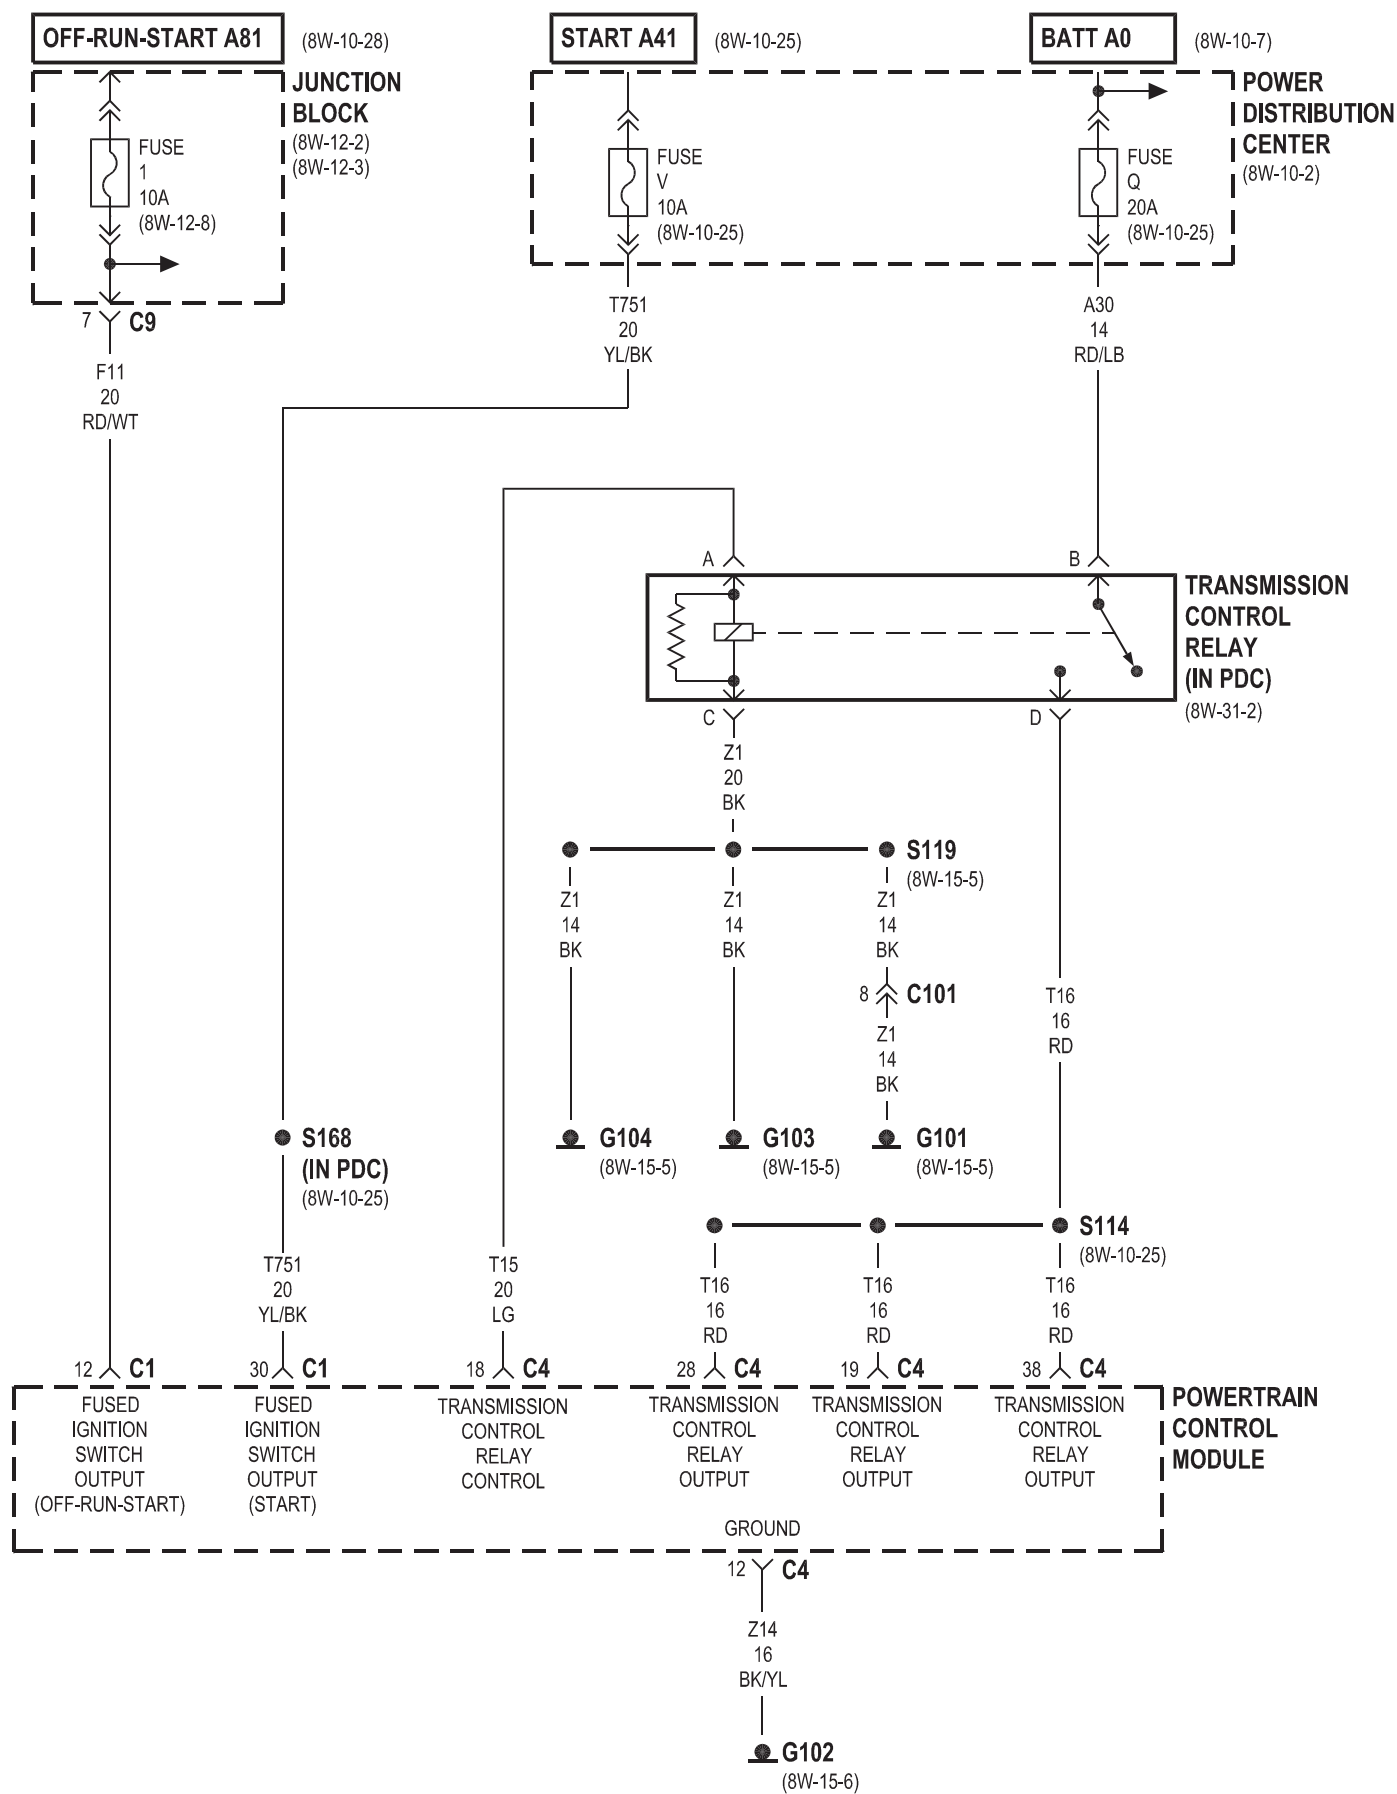 OFF-RUN-START A81
(8W-10-28)
START A41
(8W-10-25)
BATT A0
(8W-10-7)
JUNCTION
BLOCK
(8W-12-2)
(8W-12-3)
FUSE
1
10A
(8W-12-8)
FUSE
V
10A
(8W-10-25)
FUSE
Q
20A
(8W-10-25)
POWER
DISTRIBUTION
CENTER
(8W-10-2)
7
C9
F11
20
RD/WT
T751
20
YL/BK
A30
14
RD/LB
A
B
TRANSMISSION
CONTROL
RELAY
(IN PDC)
(8W-31-2)
C
D
Z1
20
BK
S119
(8W-15-5)
Z1
14
BK
Z1
14
BK
Z1
14
BK
8
C101
Z1
14
BK
T16
16
RD
S168
(IN PDC)
(8W-10-25)
G104
(8W-15-5)
G103
(8W-15-5)
G101
(8W-15-5)
S114
(8W-10-25)
T751
20
YL/BK
T15
20
LG
T16
16
RD
T16
16
RD
T16
16
RD
12
C1
30
C1
18
C4
28
C4
19
C4
38
C4
FUSED
IGNITION
SWITCH
OUTPUT
(OFF-RUN-START)
FUSED
IGNITION
SWITCH
OUTPUT
(START)
TRANSMISSION
CONTROL
RELAY
CONTROL
TRANSMISSION
CONTROL
RELAY
OUTPUT
TRANSMISSION
CONTROL
RELAY
OUTPUT
TRANSMISSION
CONTROL
RELAY
OUTPUT
POWERTRAIN
CONTROL
MODULE
GROUND
12
C4
Z14
16
BK/YL
G102
(8W-15-6)